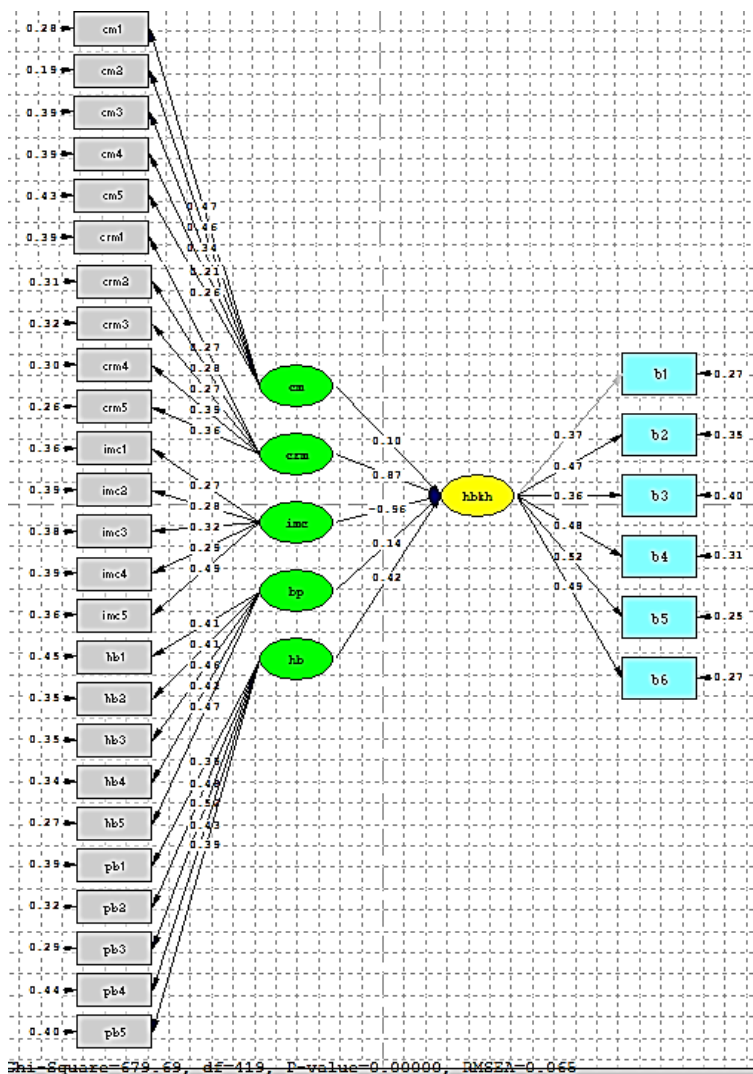 0.28 cm1
0.19 cm2
0.39 cm3
0.39 cm4
0.43 cm5
0.39 crm1
0.31 crm2
0.32 crm3
0.30 crm4
0.26 crm5
0.36 imc1
0.39 imc2
0.38 imc3
0.39 imc4
0.36 imc5
0.45 hb1
0.35 hb2
0.35 hb3
0.34 hb4
0.27 hb5
0.39 pb1
0.32 pb2
0.29 pb3
0.44 pb4
0.40 pb5
0.47
0.46
0.34
0.21
0.26
0.27
0.28
0.27
0.39
0.36
0.27
0.28
0.32
0.49
0.41
0.41
0.46
0.42
0.47
0.43
0.39
cm
crm
imc
bp
hb
0.10
0.87
-0.96
0.14
0.42
hbkh
0.37
0.47
0.36
0.48
0.52
0.49
b1 0.27
b2 0.35
b3 0.40
b4 0.31
b5 0.25
b6 0.27
Chi-Square=679.69, df=419, P-value=0.00000, RMSEA=0.066